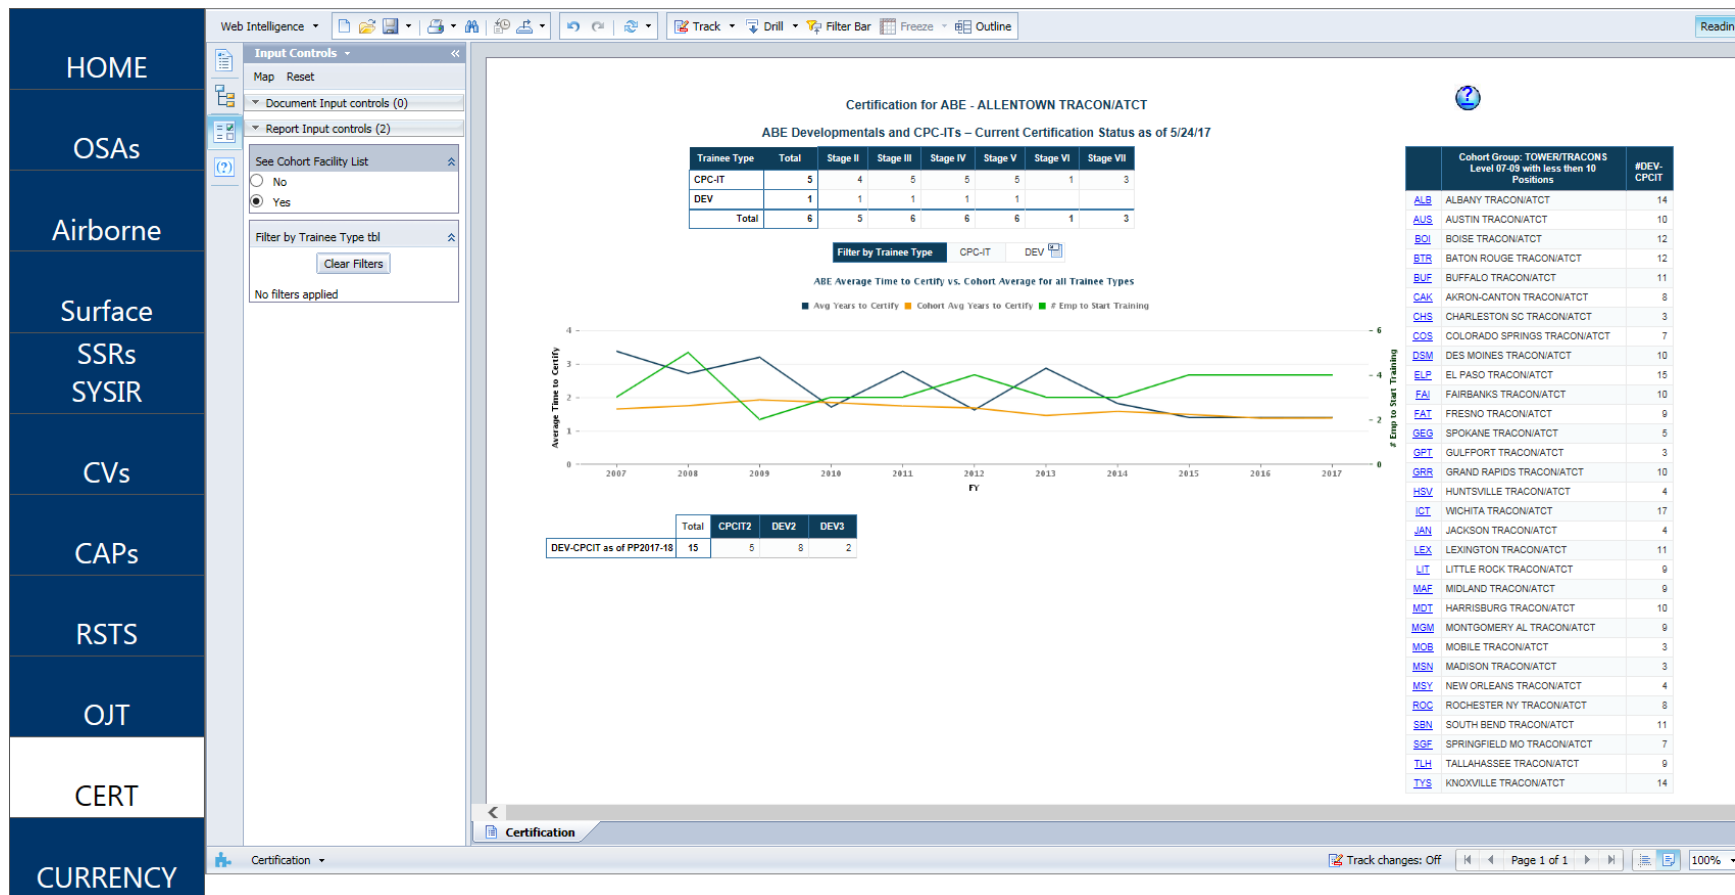 HOME
OSAs
Airborne
Surface
SSRs
SYSIR
CVs
CAPs
RSTS
OJT
CERT
CURRENCY
Web Intelligence
Track Drill Filter Bar Freeze Outline
Readin
Input Controls
Map Reset
Document Input controls (0)
Report Input controls (2)
See Cohort Facility List
No
Yes
Filter by Trainee Type tbl
Clear Filters
No filters applied
Certification for ABE - ALLENTOWN TRACON/ATCT
ABE Developmentals and CPC-ITs – Current Certification Status as of 5/24/17
Trainee Type Total Stage II Stage III Stage IV Stage V Stage VI Stage VII
CPC-IT 5 4 5 5 5 1 3
DEV 1 1 1 1 1
Total 6 5 6 6 6 1 3
Filter by Trainee Type CPC-IT DEV
ABE Average Time to Certify vs. Cohort Average for all Trainee Types
Avg Years to Certify Cohort Avg Years to Certify # Emp to Start Training
Average Time to Certify
4
3
2
1
0
6
4
2
0
# Emp to Start Training
2007 2008 2009 2010 2011 2012 2013 2014 2015 2016 2017
FY
Total CPCIT2 DEV2 DEV3
DEV-CPCIT as of PP2017-18 15 5 8 2
Cohort Group: TOWER/TRACONS
Level 07-09 with less then 10
Positions
#DEV-
CPCIT
ALB ALBANY TRACON/ATCT 14
AUS AUSTIN TRACON/ATCT 10
BOI BOISE TRACON/ATCT 12
BTR BATON ROUGE TRACON/ATCT 12
BUF BUFFALO TRACON/ATCT 11
CAK AKRON-CANTON TRACON/ATCT 8
CHS CHARLESTON SC TRACON/ATCT 3
COS COLORADO SPRINGS TRACON/ATCT 7
DSM DES MOINES TRACON/ATCT 10
ELP EL PASO TRACON/ATCT 15
FAI FAIRBANKS TRACON/ATCT 10
FAT FRESNO TRACON/ATCT 9
GEG SPOKANE TRACON/ATCT 5
GPT GULFPORT TRACON/ATCT 3
GRR GRAND RAPIDS TRACON/ATCT 10
HSV HUNTSVILLE TRACON/ATCT 4
ICT WICHITA TRACON/ATCT 17
JAN JACKSON TRACON/ATCT 4
LEX LEXINGTON TRACON/ATCT 11
LIT LITTLE ROCK TRACON/ATCT 9
MAF MIDLAND TRACON/ATCT 9
MDT HARRISBURG TRACON/ATCT 10
MGM MONTGOMERY AL TRACON/ATCT 9
MOB MOBILE TRACON/ATCT 3
MSN MADISON TRACON/ATCT 3
MSY NEW ORLEANS TRACON/ATCT 4
ROC ROCHESTER NY TRACON/ATCT 8
SBN SOUTH BEND TRACON/ATCT 11
SGF SPRINGFIELD MO TRACON/ATCT 7
TLH TALLAHASSEE TRACON/ATCT 9
TYS KNOXVILLE TRACON/ATCT 14
Certification
Certification
Track changes: Off
Page 1 of 1
100%